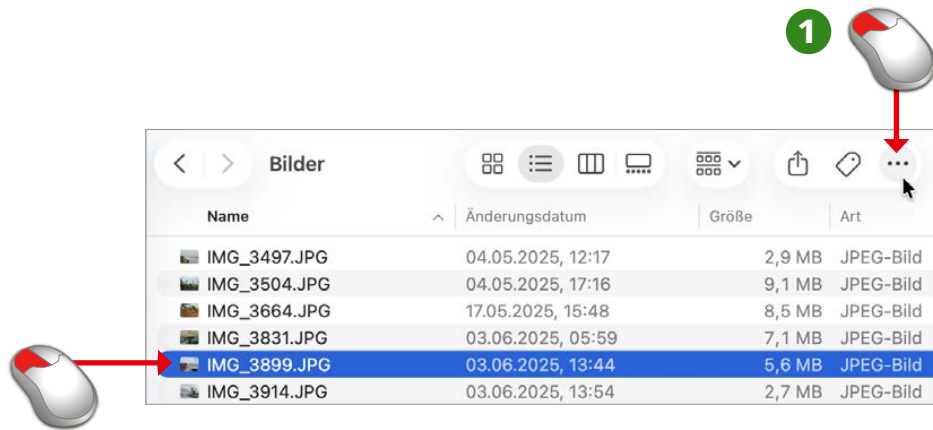 1
Bilder
Name Änderungsdatum Größe Art
IMG_3497.JPG 04.05.2025, 12:17 2,9 MB JPEG-Bild
IMG_3504.JPG 04.05.2025, 17:16 9,1 MB JPEG-Bild
IMG_3664.JPG 17.05.2025, 15:48 8,5 MB JPEG-Bild
IMG_3831.JPG 03.06.2025, 05:59 7,1 MB JPEG-Bild
IMG_3899.JPG 03.06.2025, 13:44 5,6 MB JPEG-Bild
IMG_3914.JPG 03.06.2025, 13:54 2,7 MB JPEG-Bild